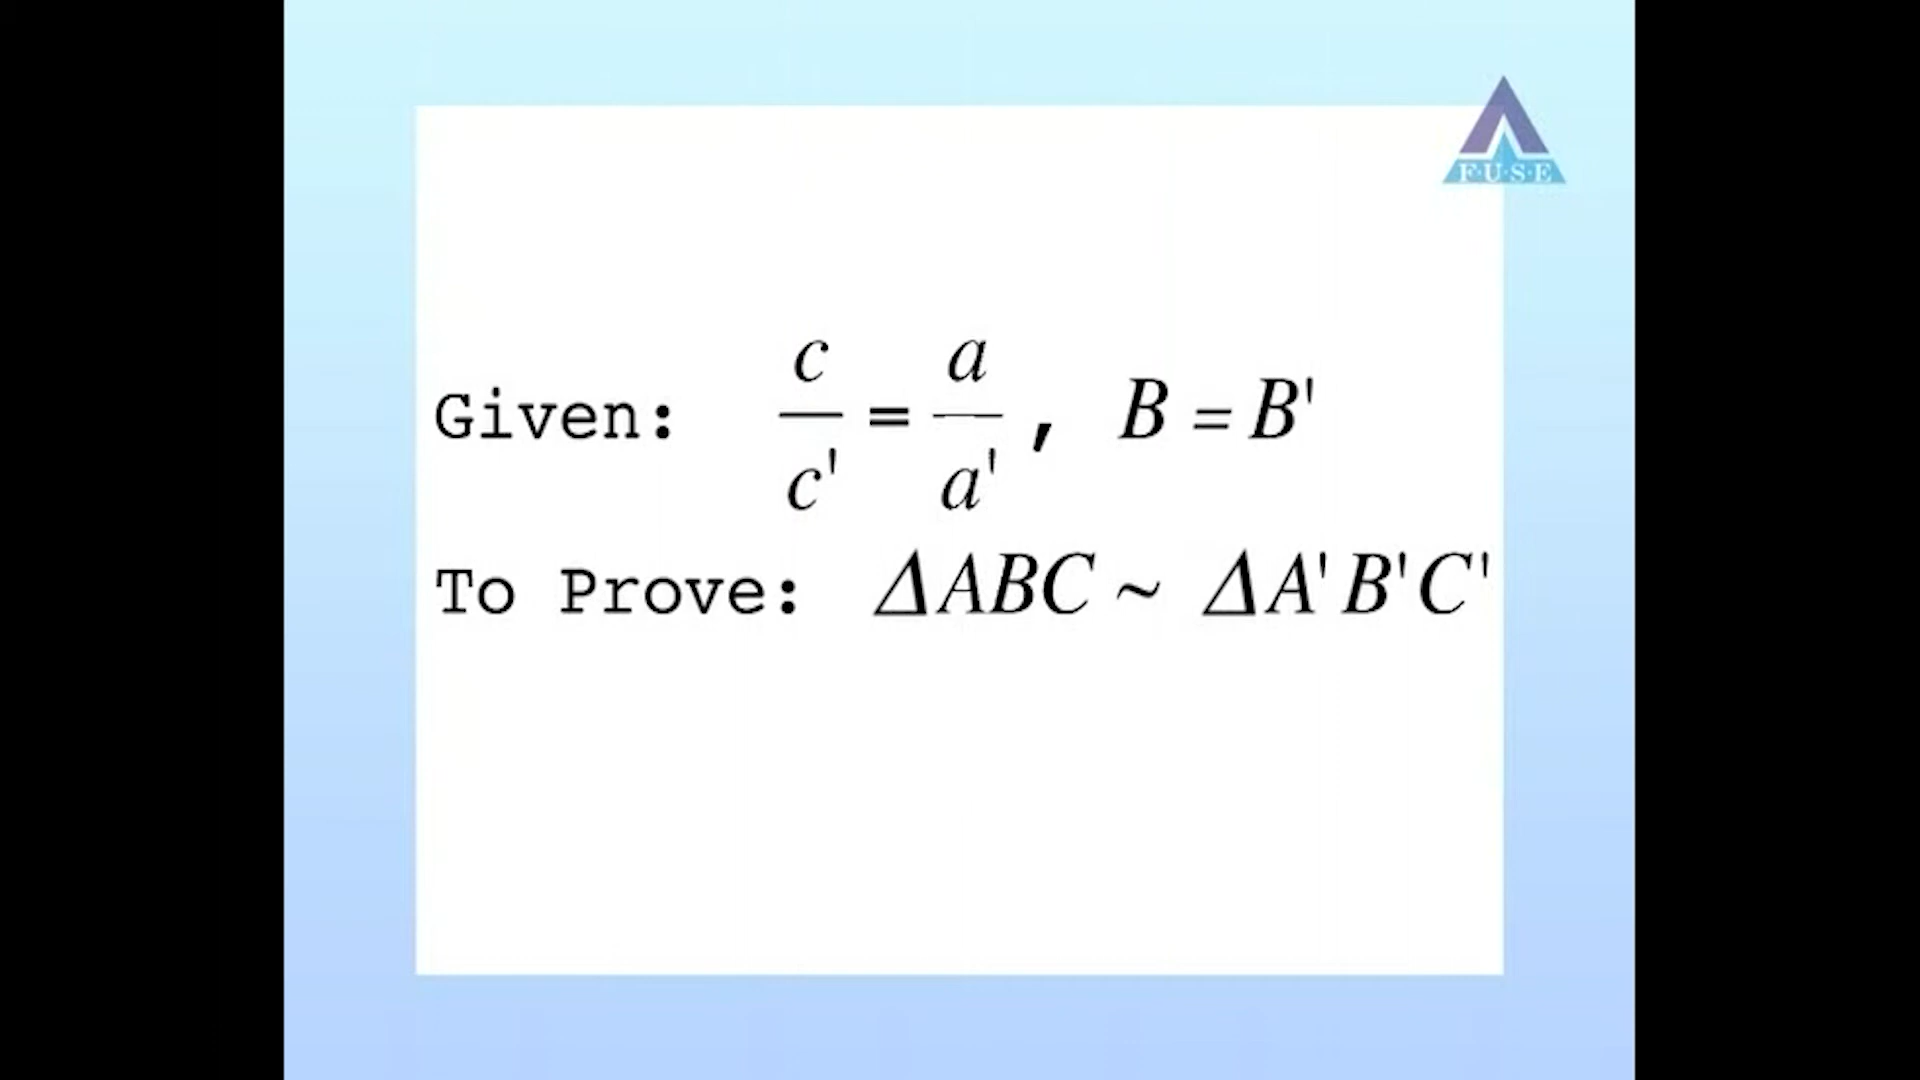 F·U·S·E
Given: c/c' = a/a' , B = B'
To Prove: ΔABC ~ ΔA'B'C'